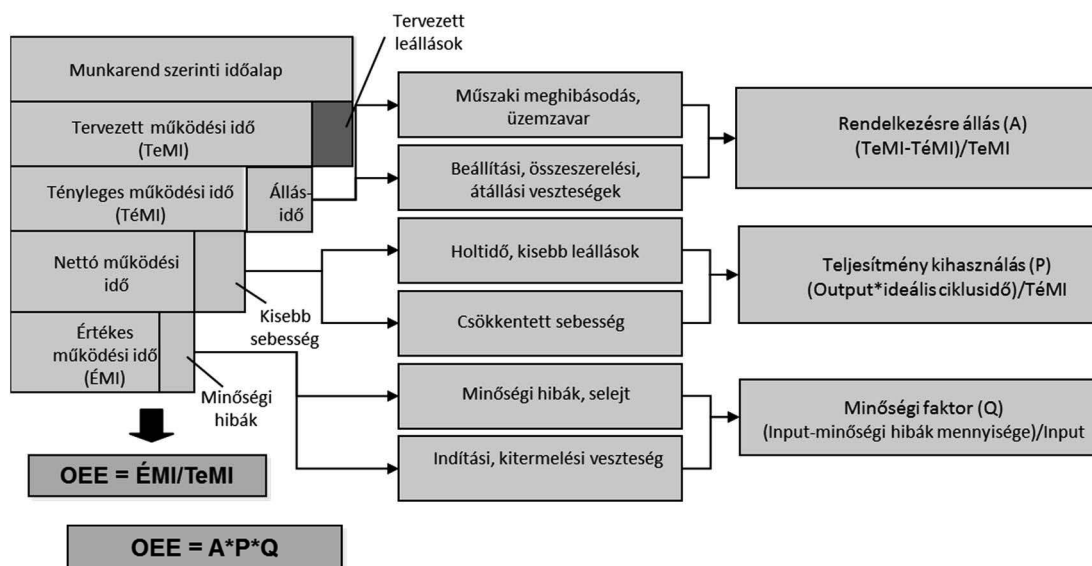 Tervezett
leállások
Munkarend szerinti időalap
Tervezett működési idő
(TeMI)
Tényleges működési idő
(TéMI)
Állás-
idő
Nettó működési
idő
Kisebb
sebesség
Értékes
működési idő
(ÉMI)
Minőségi
hibák
OEE = ÉMI/TeMI
OEE = A*P*Q
Műszaki meghibásodás,
üzemzavar
Beállítási, összeszerelési,
átállási veszteségek
Holtidő, kisebb leállások
Csökkentett sebesség
Minőségi hibák, selejt
Indítási, kitermelési veszteség
Rendelkezésre állás (A)
(TeMI-TéMI)/TeMI
Teljesítmény kihasználás (P)
(Output*ideális ciklusidő)/TéMI
Minőségi faktor (Q)
(Input-minőségi hibák mennyisége)/Input